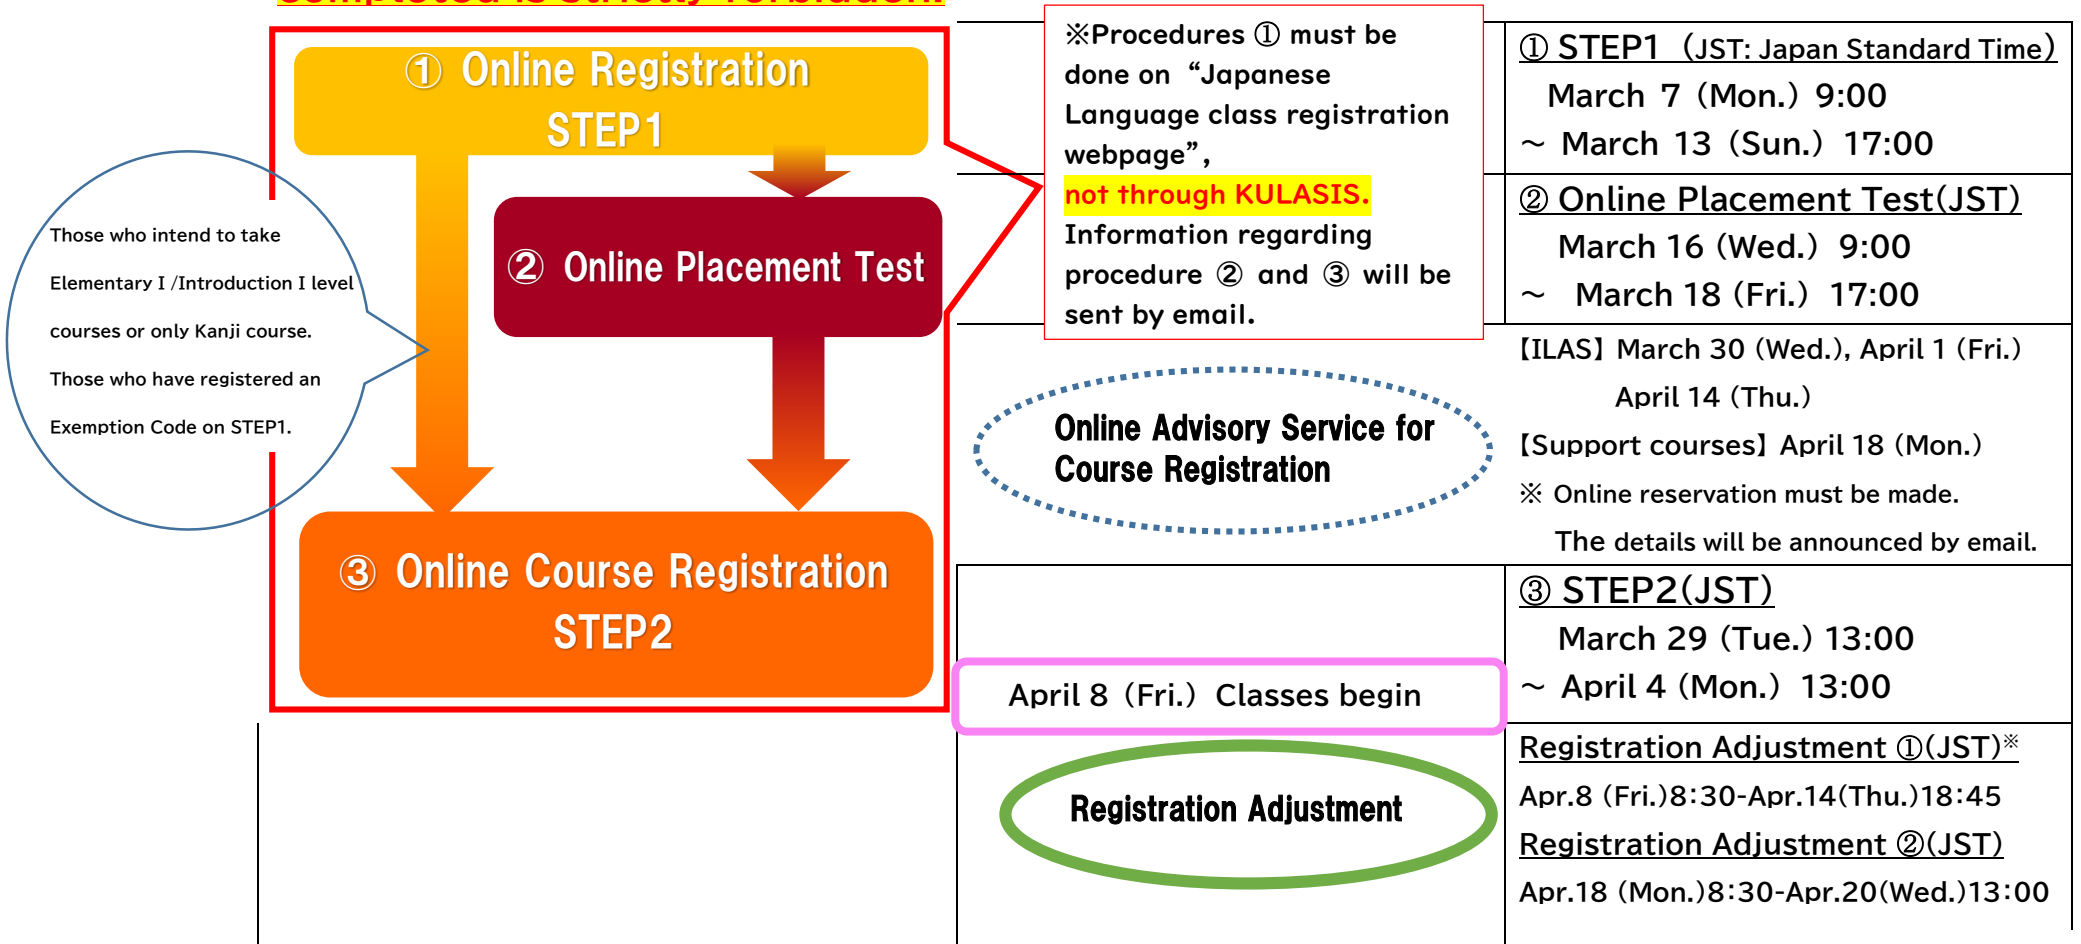 completed is strictly forbidden.
① Online Registration
STEP1
② Online Placement Test
③ Online Course Registration
STEP2
Those who intend to take
Elementary I /Introduction I level
courses or only Kanji course.
Those who have registered an
Exemption Code on STEP1.
※Procedures ① must be
done on “Japanese
Language class registration
webpage”,
not through KULASIS.
Information regarding
procedure ② and ③ will be
sent by email.
① STEP1 (JST: Japan Standard Time)
March 7 (Mon.) 9:00
~ March 13 (Sun.) 17:00
② Online Placement Test(JST)
March 16 (Wed.) 9:00
~ March 18 (Fri.) 17:00
Online Advisory Service for
Course Registration
【ILAS】 March 30 (Wed.), April 1 (Fri.)
April 14 (Thu.)
【Support courses】 April 18 (Mon.)
※ Online reservation must be made.
The details will be announced by email.
③ STEP2(JST)
March 29 (Tue.) 13:00
~ April 4 (Mon.) 13:00
April 8 (Fri.) Classes begin
Registration Adjustment
Registration Adjustment ①(JST)※
Apr.8 (Fri.)8:30-Apr.14(Thu.)18:45
Registration Adjustment ②(JST)
Apr.18 (Mon.)8:30-Apr.20(Wed.)13:00